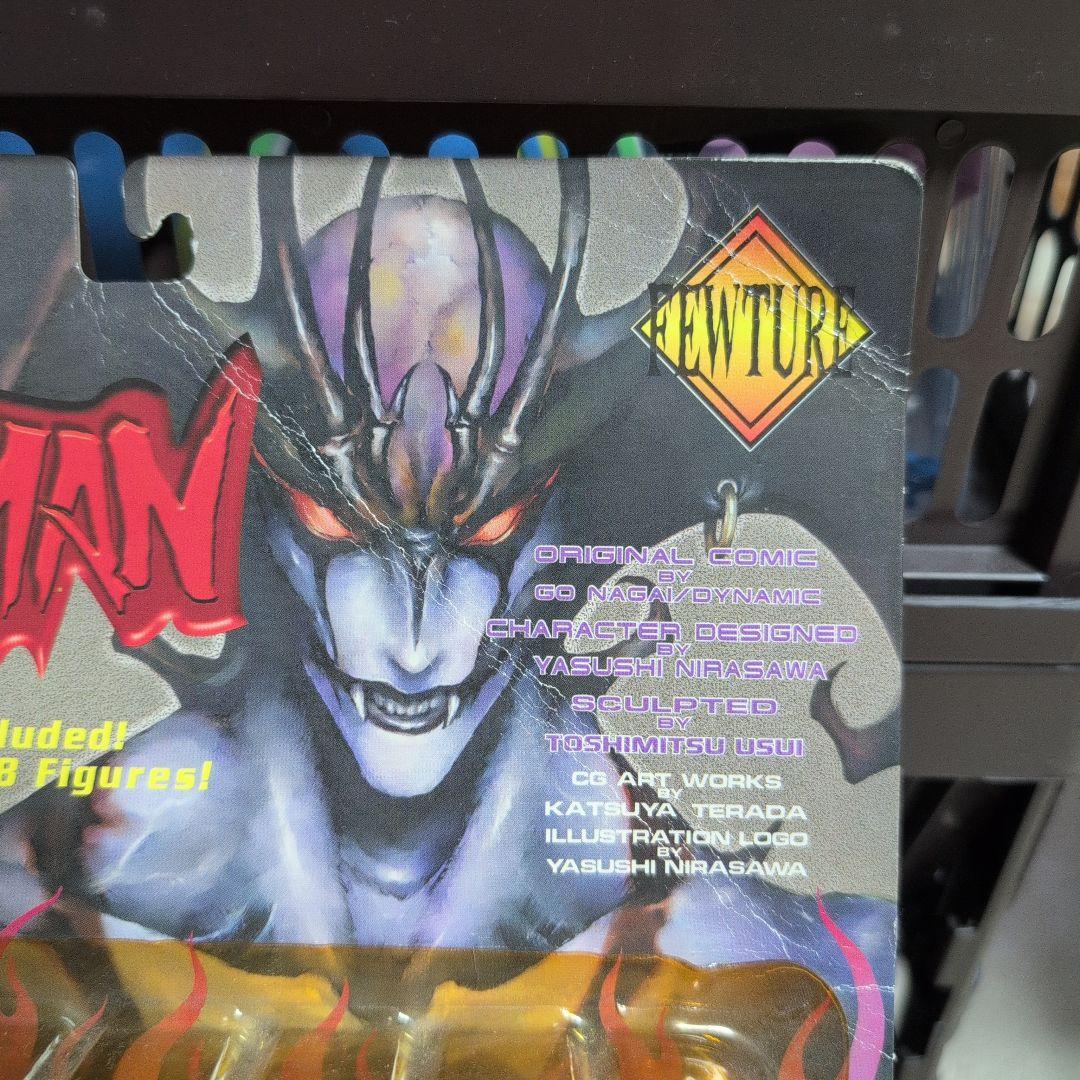 FEWTURE
MAN
ORIGINAL COMIC
BY
GO NAGAI/DYNAMIC
CHARACTER DESIGNED
BY
YASUSHI NIRASAWA
SCULPTED
BY
TOSHIMITSU USUI
luded!
8 Figures!
CG ART WORKS
BY
KATSUYA TERADA
ILLUSTRATION LOGO
BY
YASUSHI NIRASAWA